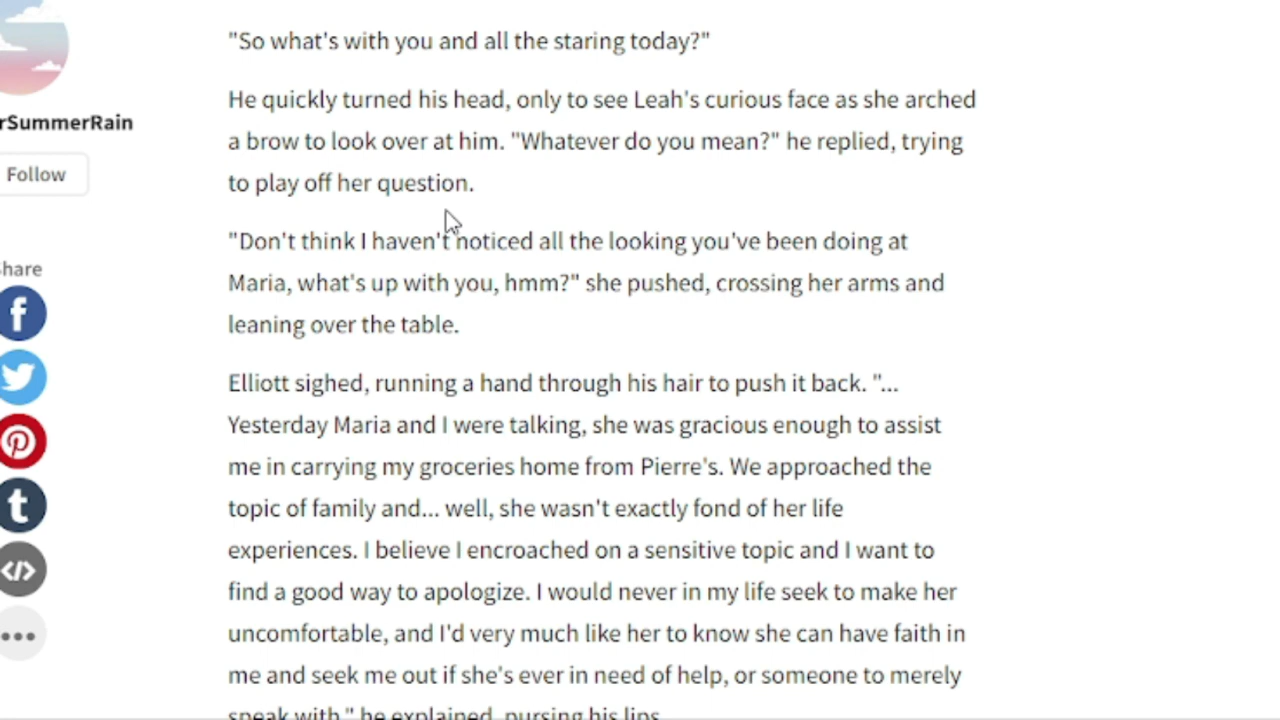 "So what's with you and all the staring today?"
He quickly turned his head, only to see Leah's curious face as she arched
a brow to look over at him. "Whatever do you mean?" he replied, trying
to play off her question.
"Don't think I haven't noticed all the looking you've been doing at
Maria, what's up with you, hmm?" she pushed, crossing her arms and
leaning over the table.
Elliott sighed, running a hand through his hair to push it back. "...
Yesterday Maria and I were talking, she was gracious enough to assist
me in carrying my groceries home from Pierre's. We approached the
topic of family and... well, she wasn't exactly fond of her life
experiences. I believe I encroached on a sensitive topic and I want to
find a good way to apologize. I would never in my life seek to make her
uncomfortable, and I'd very much like her to know she can have faith in
me and seek me out if she's ever in need of help, or someone to merely
speak with," he explained, pursing his lips.
rSummerRain
Follow
Share